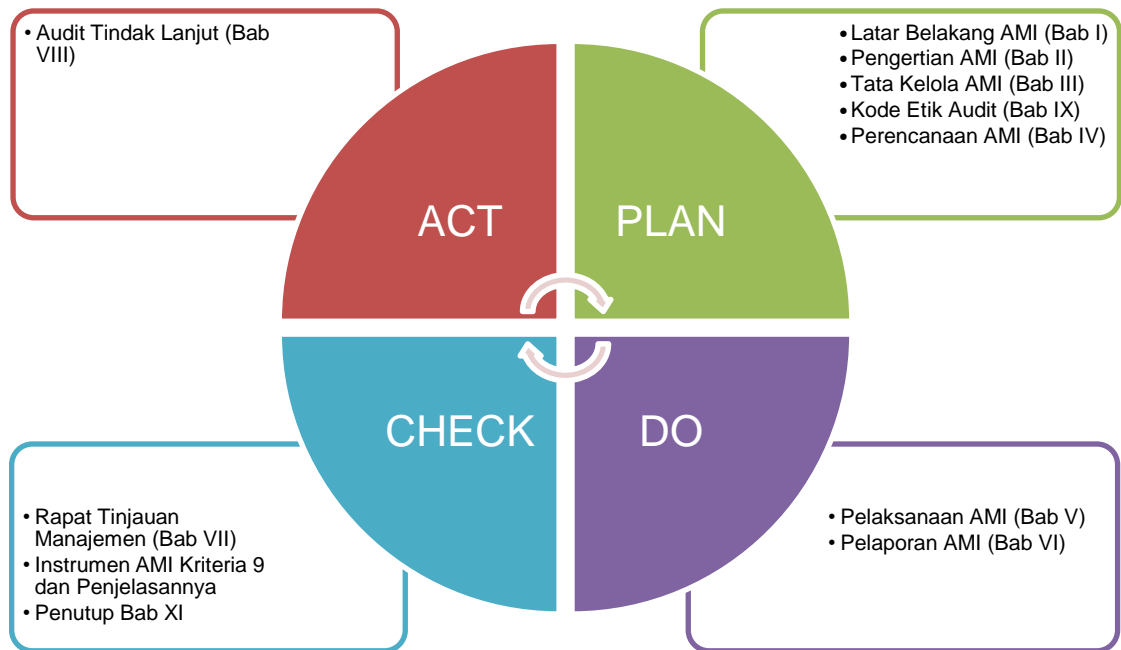 • Audit Tindak Lanjut (Bab
VIII)
• Latar Belakang AMI (Bab I)
• Pengertian AMI (Bab II)
• Tata Kelola AMI (Bab III)
• Kode Etik Audit (Bab IX)
• Perencanaan AMI (Bab IV)
ACT
PLAN
CHECK
DO
• Rapat Tinjauan
Manajemen (Bab VII)
• Instrumen AMI Kriteria 9
dan Penjelasannya
• Penutup Bab XI
• Pelaksanaan AMI (Bab V)
• Pelaporan AMI (Bab VI)